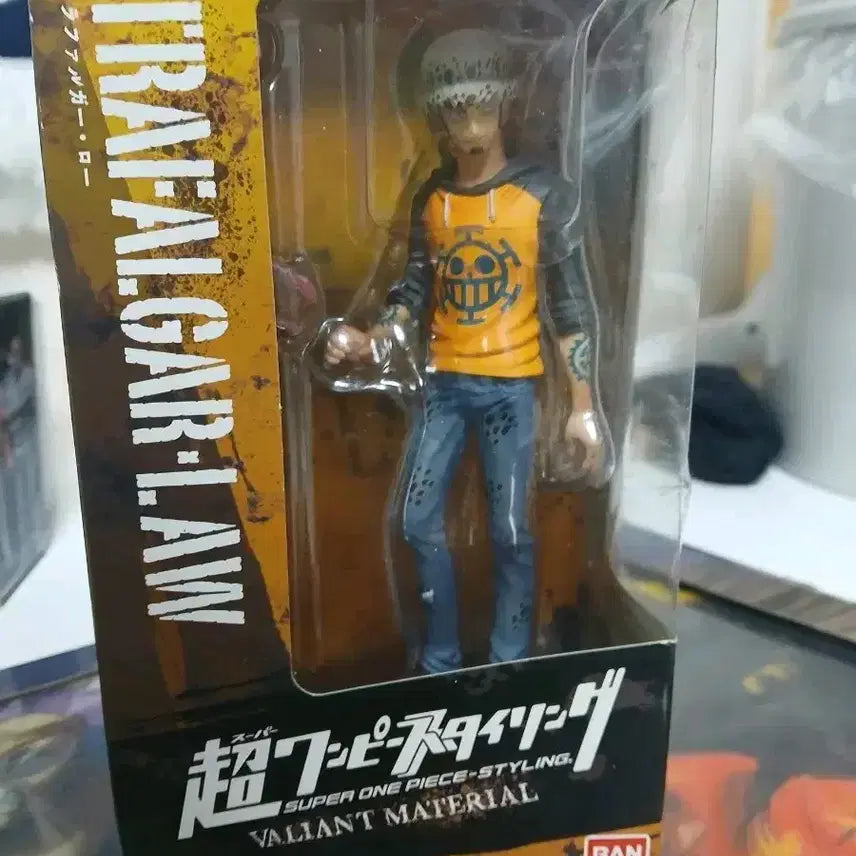 TRAFALGAR·LAW
トラファルガー・ロー
スーパー
超ワンピーススタイリング
SUPER ONE PIECE-STYLING
VALIANT MATERIAL
BAN